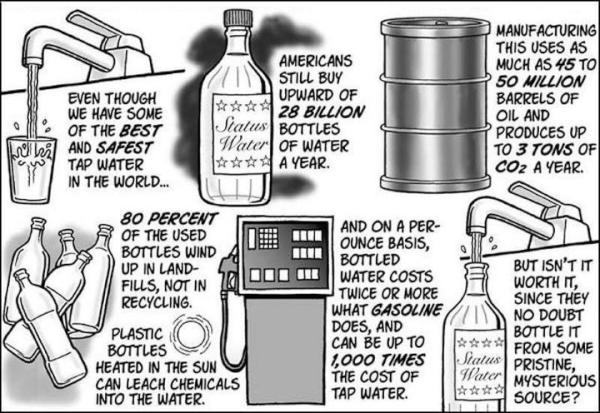 EVEN THOUGH
WE HAVE SOME
OF THE BEST
AND SAFEST
TAP WATER
IN THE WORLD...
Status
Water
AMERICANS
STILL BUY
UPWARD OF
28 BILLION
BOTTLES
OF WATER
A YEAR.
MANUFACTURING
THIS USES AS
MUCH AS 45 TO
50 MILLION
BARRELS OF
OIL AND
PRODUCES UP
TO 3 TONS OF
CO2 A YEAR.
80 PERCENT
OF THE USED
BOTTLES WIND
UP IN LAND-
FILLS, NOT IN
RECYCLING.
PLASTIC
BOTTLES
HEATED IN THE SUN
CAN LEACH CHEMICALS
INTO THE WATER.
AND ON A PER-
OUNCE BASIS,
BOTTLED
WATER COSTS
TWICE OR MORE
WHAT GASOLINE
DOES, AND
CAN BE UP TO
1,000 TIMES
THE COST OF
TAP WATER.
Status
Water
BUT ISN'T IT
WORTH IT,
SINCE THEY
NO DOUBT
BOTTLE IT
FROM SOME
PRISTINE,
MYSTERIOUS
SOURCE?